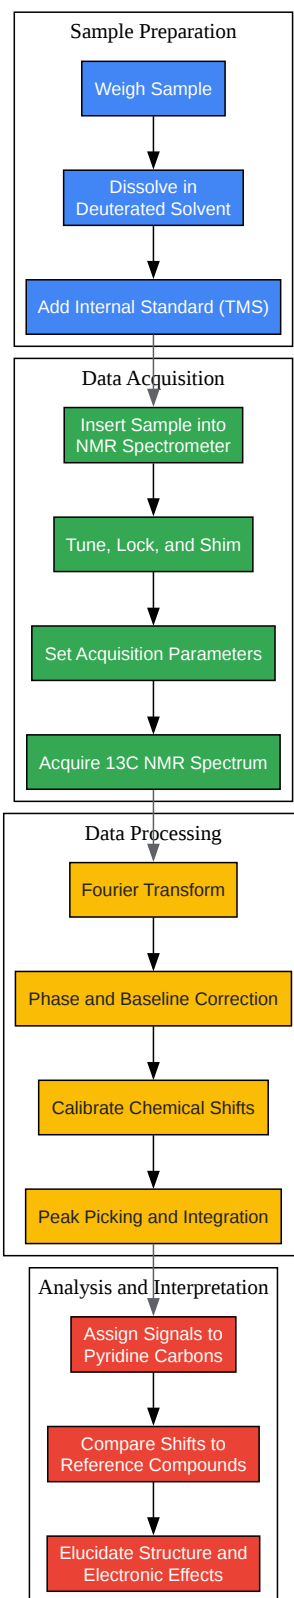 Sample Preparation
Weigh Sample
Dissolve in
Deuterated Solvent
Add Internal Standard (TMS)
Data Acquisition
Insert Sample into
NMR Spectrometer
Tune, Lock, and Shim
Set Acquisition Parameters
Acquire 13C NMR Spectrum
Data Processing
Fourier Transform
Phase and Baseline Correction
Calibrate Chemical Shifts
Peak Picking and Integration
Analysis and Interpretation
Assign Signals to
Pyridine Carbons
Compare Shifts to
Reference Compounds
Elucidate Structure and
Electronic Effects